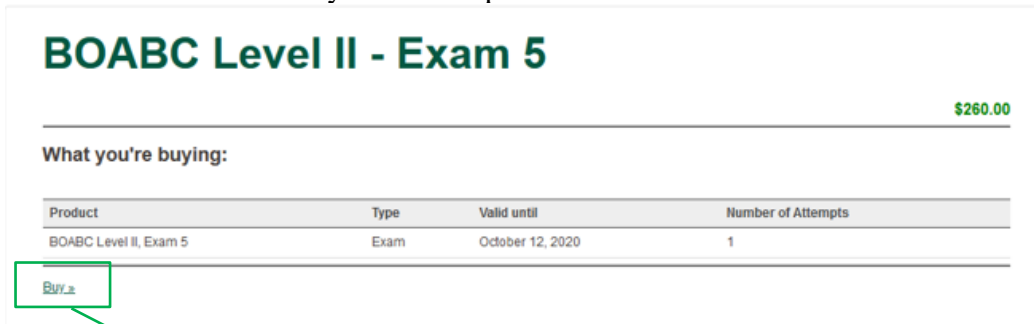 BOABC Level II - Exam 5
$260.00
What you're buying:
Product Type Valid until Number of Attempts
BOABC Level II, Exam 5 Exam October 12, 2020 1
Buy »